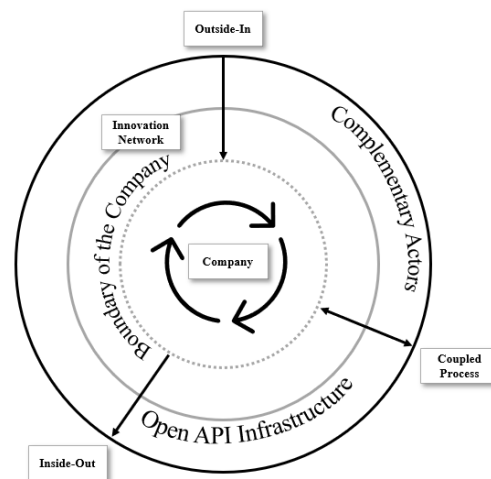 Outside-In
Innovation
Network
Complementary Actors
Boundary of the Company
Company
Coupled
Process
Open API Infrastructure
Inside-Out